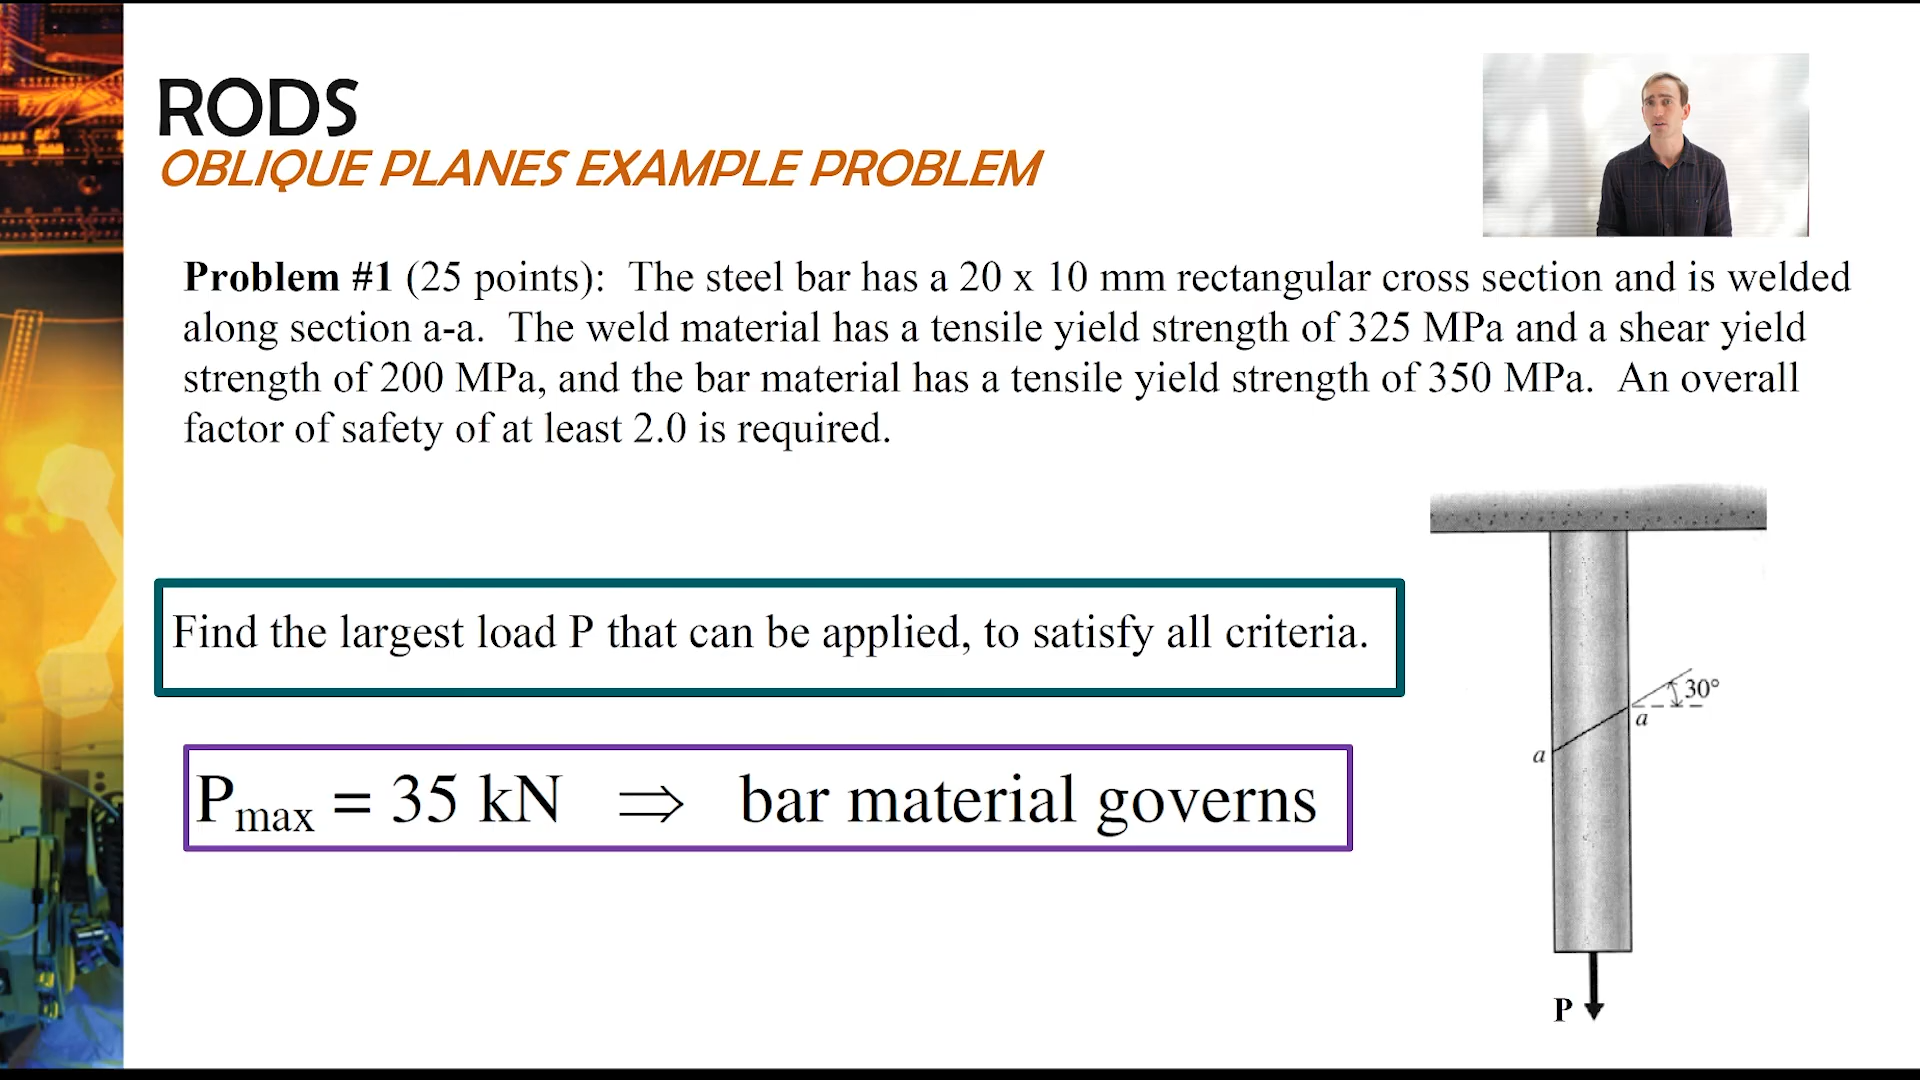 RODS
OBLIQUE PLANES EXAMPLE PROBLEM
Problem #1 (25 points): The steel bar has a 20 x 10 mm rectangular cross section and is welded
along section a-a. The weld material has a tensile yield strength of 325 MPa and a shear yield
strength of 200 MPa, and the bar material has a tensile yield strength of 350 MPa. An overall
factor of safety of at least 2.0 is required.
Find the largest load P that can be applied, to satisfy all criteria.
P_max = 35 kN ⇒ bar material governs
30°
a
a
P